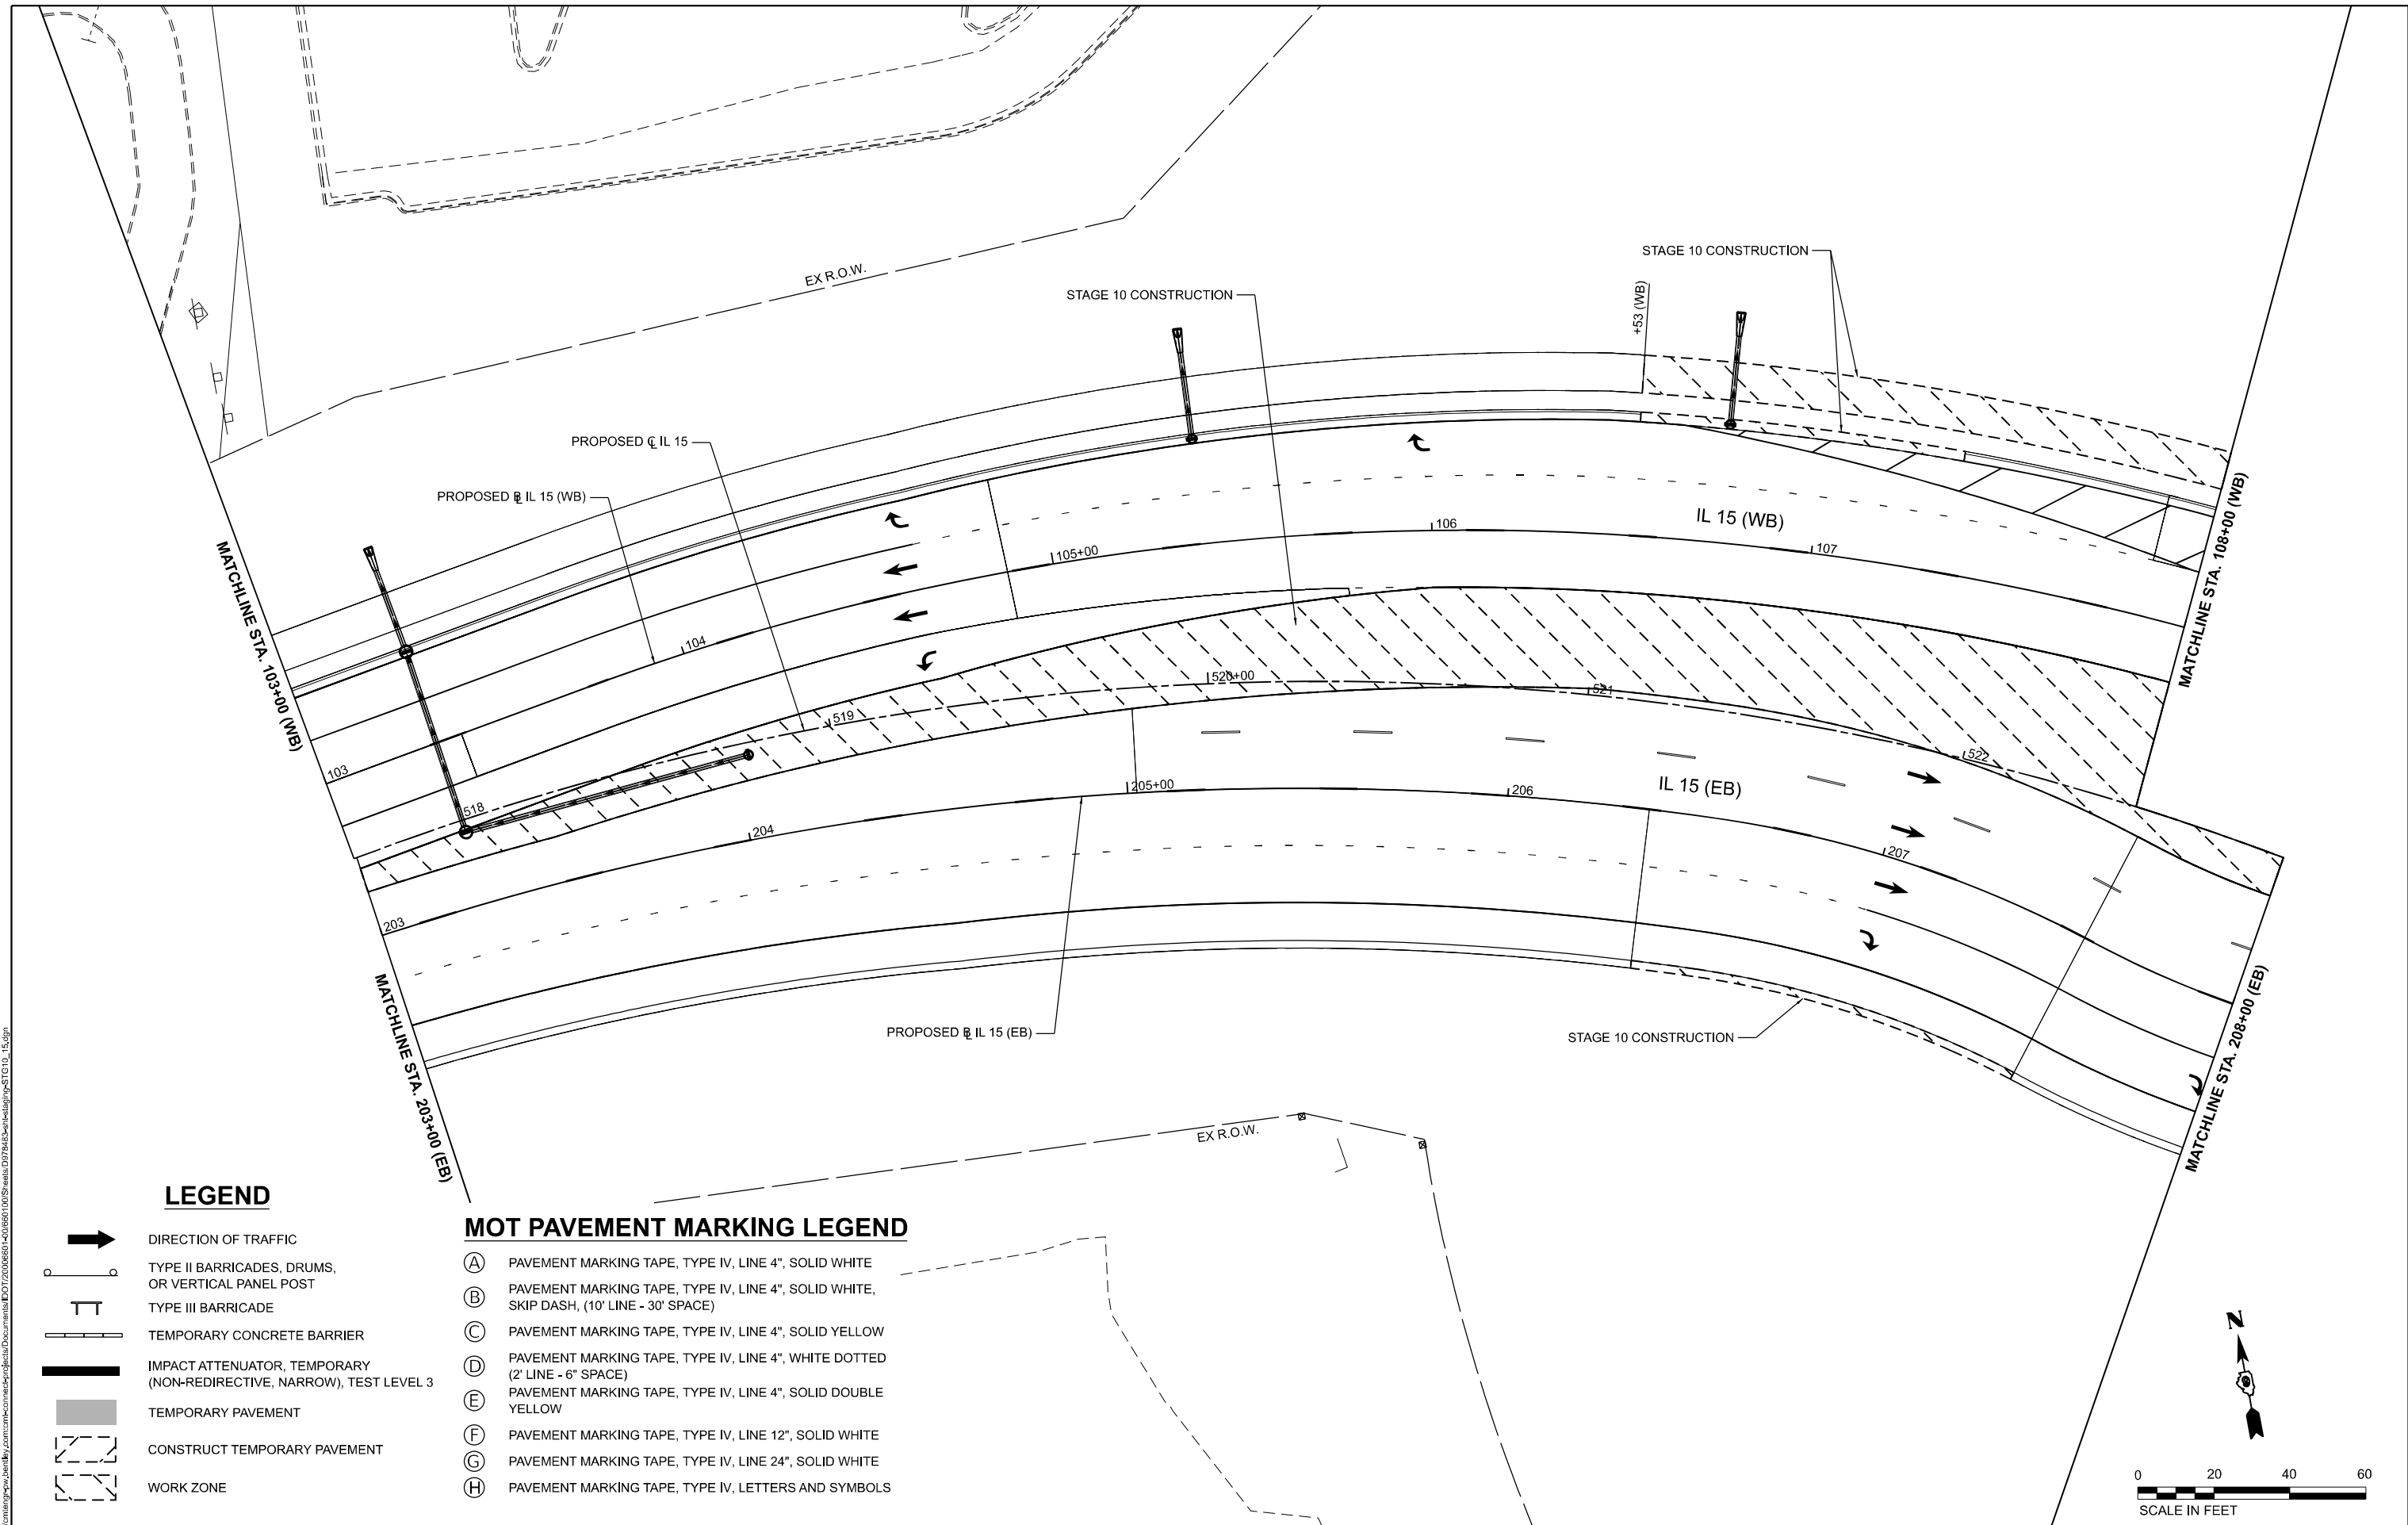 STAGE 10 CONSTRUCTION
EX R.O.W.
STAGE 10 CONSTRUCTION
+53 (WB)
PROPOSED ℄ IL 15
PROPOSED B̲L IL 15 (WB)
IL 15 (WB)
106
105+00
107
104
103
MATCHLINE STA. 103+00 (WB)
MATCHLINE STA. 108+00 (WB)
520+00
521
519
522
518
IL 15 (EB)
205+00
206
204
207
203
MATCHLINE STA. 203+00 (EB)
MATCHLINE STA. 208+00 (EB)
PROPOSED B̲L IL 15 (EB)
STAGE 10 CONSTRUCTION
EX R.O.W.
LEGEND
DIRECTION OF TRAFFIC
TYPE II BARRICADES, DRUMS,
OR VERTICAL PANEL POST
TYPE III BARRICADE
TEMPORARY CONCRETE BARRIER
IMPACT ATTENUATOR, TEMPORARY
(NON-REDIRECTIVE, NARROW), TEST LEVEL 3
TEMPORARY PAVEMENT
CONSTRUCT TEMPORARY PAVEMENT
WORK ZONE
MOT PAVEMENT MARKING LEGEND
A PAVEMENT MARKING TAPE, TYPE IV, LINE 4", SOLID WHITE
B PAVEMENT MARKING TAPE, TYPE IV, LINE 4", SOLID WHITE,
SKIP DASH, (10' LINE - 30' SPACE)
C PAVEMENT MARKING TAPE, TYPE IV, LINE 4", SOLID YELLOW
D PAVEMENT MARKING TAPE, TYPE IV, LINE 4", WHITE DOTTED
(2' LINE - 6" SPACE)
E PAVEMENT MARKING TAPE, TYPE IV, LINE 4", SOLID DOUBLE
YELLOW
F PAVEMENT MARKING TAPE, TYPE IV, LINE 12", SOLID WHITE
G PAVEMENT MARKING TAPE, TYPE IV, LINE 24", SOLID WHITE
H PAVEMENT MARKING TAPE, TYPE IV, LETTERS AND SYMBOLS
N
0 20 40 60
SCALE IN FEET